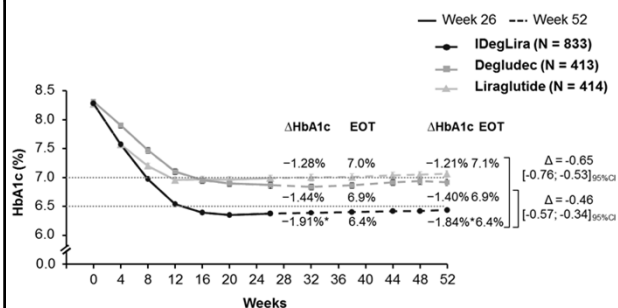 Week 26 Week 52
IDegLira (N = 833)
Degludec (N = 413)
Liraglutide (N = 414)
ΔHbA1c EOT ΔHbA1c EOT
−1.28% 7.0% −1.21% 7.1%
−1.44% 6.9% −1.40% 6.9%
−1.91%* 6.4% −1.84%* 6.4%
Δ = -0.65
[-0.76; -0.53]95%CI
Δ = -0.46
[-0.57; -0.34]95%CI
HbA1c (%)
8.5
8.0
7.5
7.0
6.5
6.0
0.0
0 4 8 12 16 20 24 28 32 36 40 44 48 52
Weeks